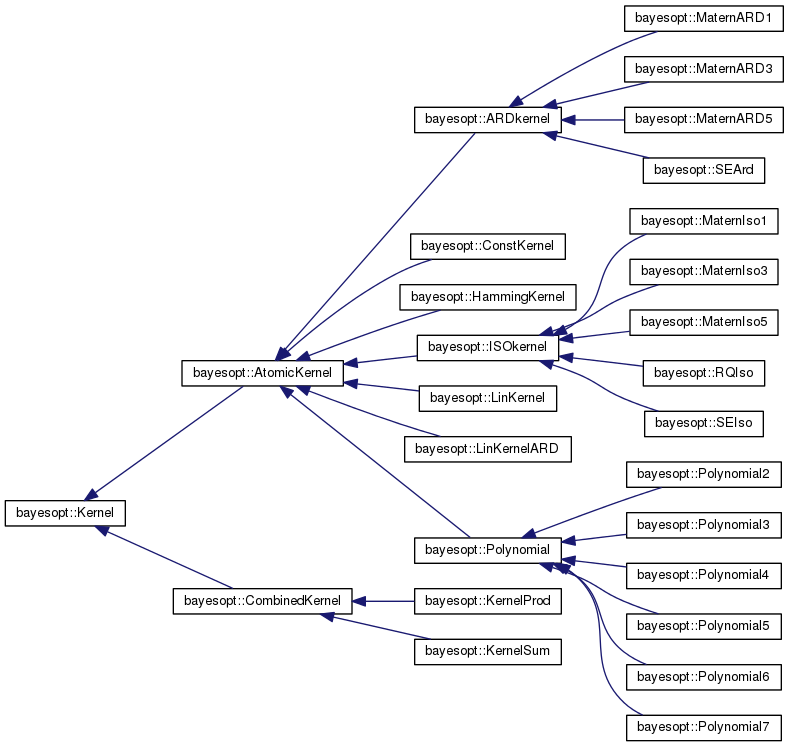 bayesopt::MaternARD1
bayesopt::MaternARD3
bayesopt::ARDkernel
bayesopt::MaternARD5
bayesopt::SEArd
bayesopt::MaternIso1
bayesopt::ConstKernel
bayesopt::MaternIso3
bayesopt::HammingKernel
bayesopt::MaternIso5
bayesopt::ISOkernel
bayesopt::AtomicKernel
bayesopt::RQIso
bayesopt::LinKernel
bayesopt::SEIso
bayesopt::LinKernelARD
bayesopt::Polynomial2
bayesopt::Kernel
bayesopt::Polynomial3
bayesopt::Polynomial
bayesopt::Polynomial4
bayesopt::CombinedKernel
bayesopt::KernelProd
bayesopt::Polynomial5
bayesopt::KernelSum
bayesopt::Polynomial6
bayesopt::Polynomial7